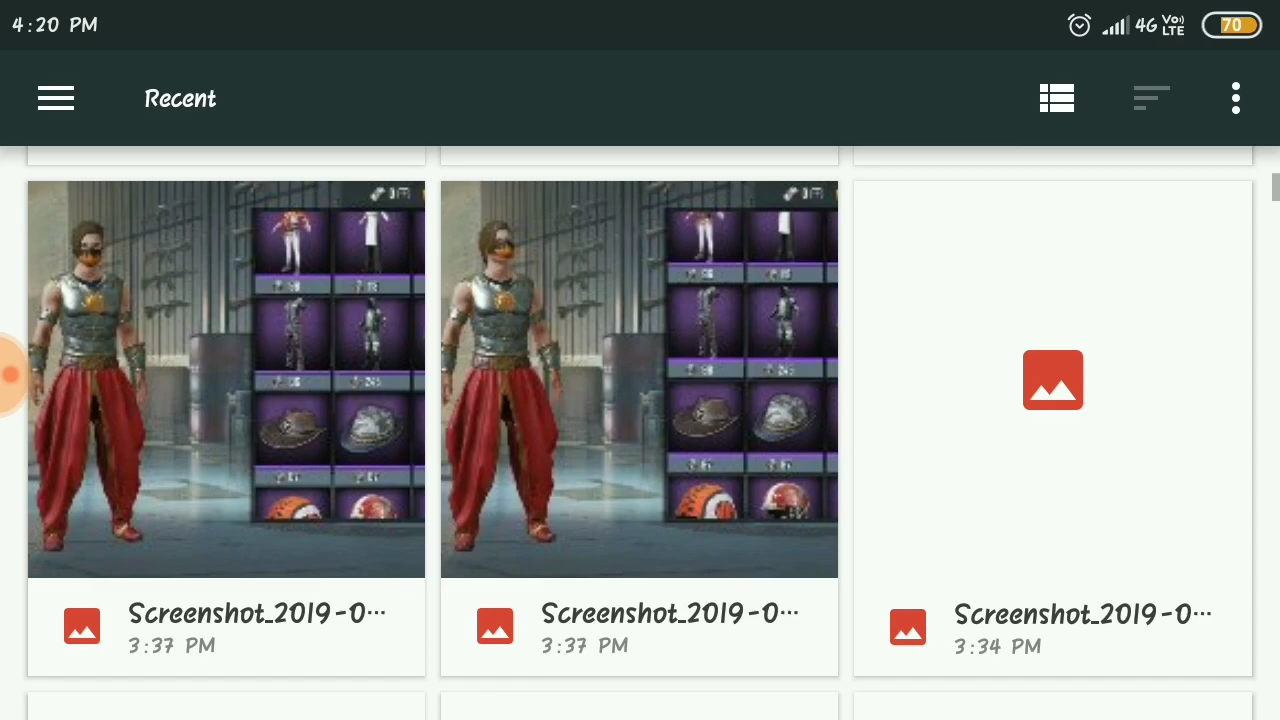 4:20 PM
4G VoLTE 70
Recent
Screenshot_2019-0...
3:37 PM
Screenshot_2019-0...
3:37 PM
Screenshot_2019-0...
3:34 PM